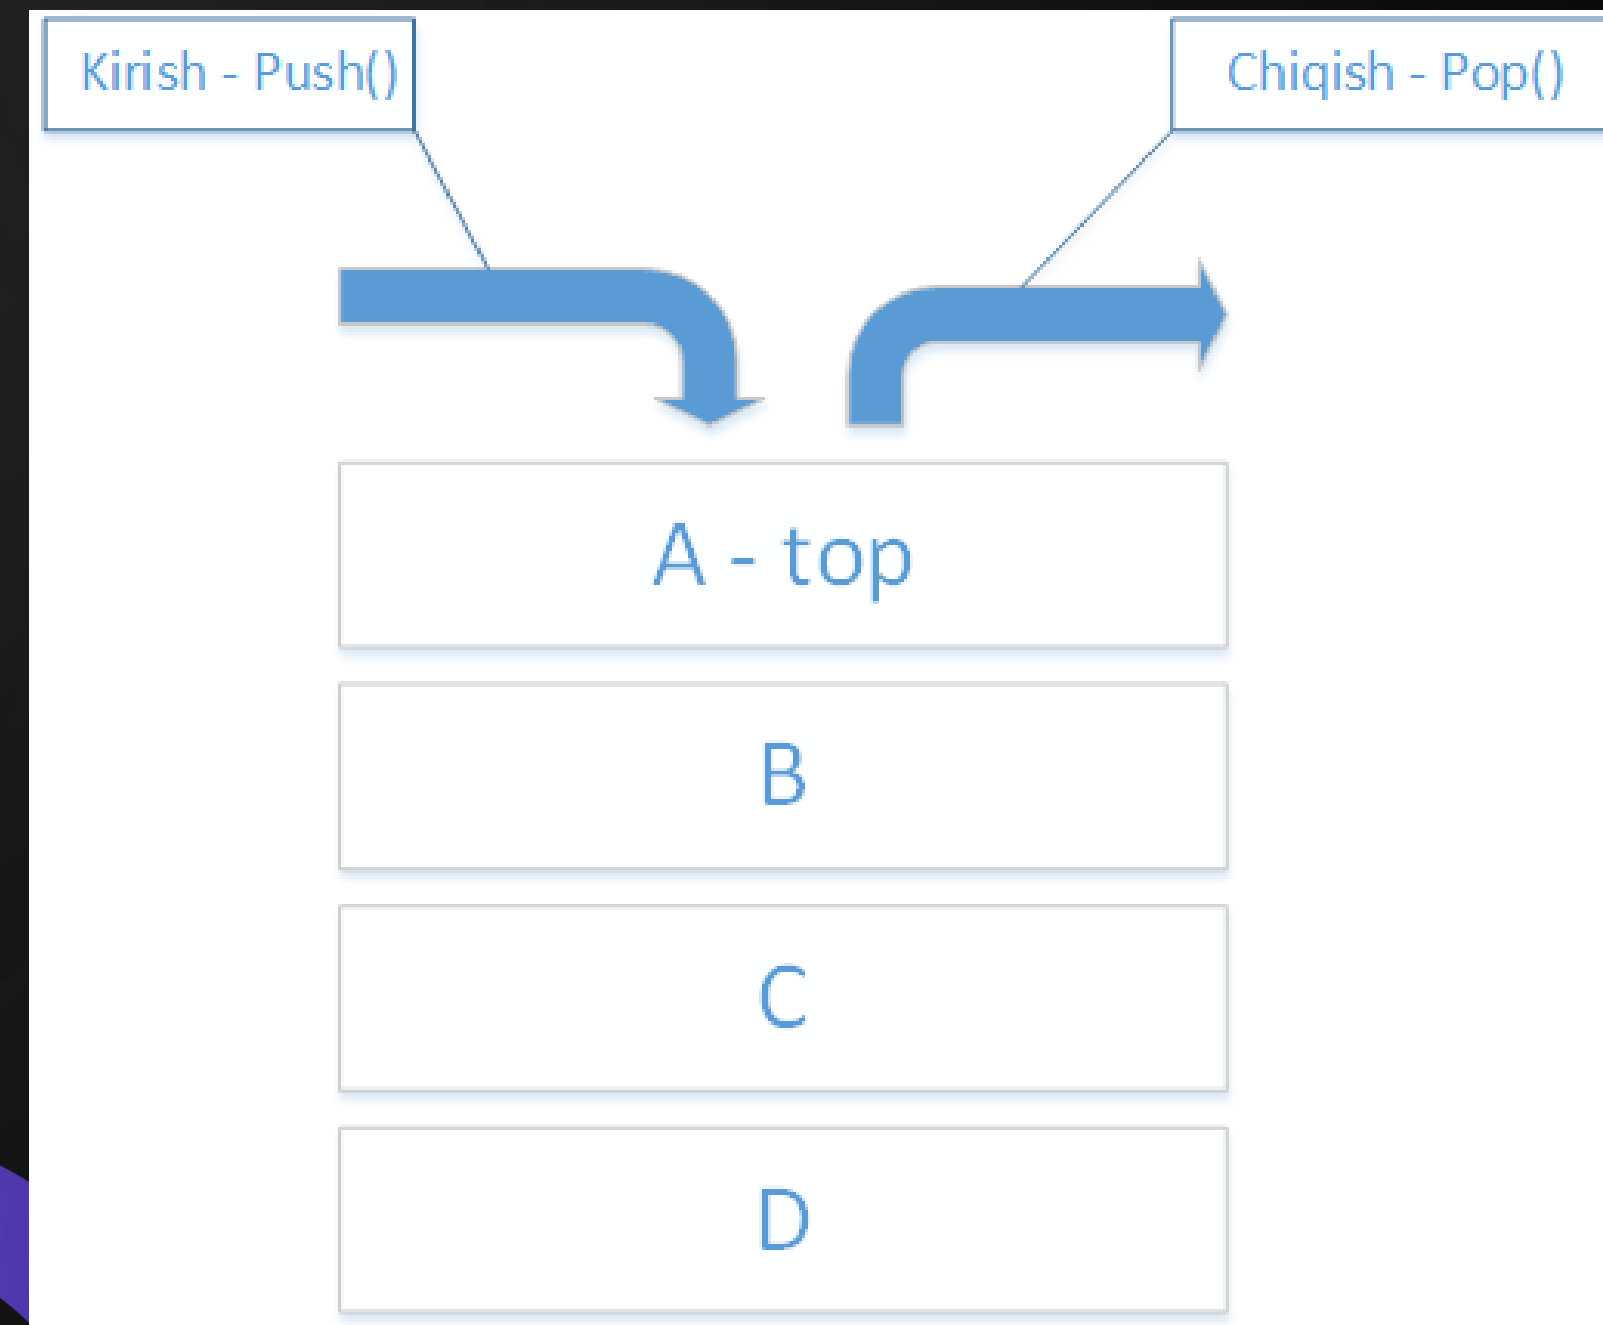 Kirish - Push()
Chiqish - Pop()
A - top
B
C
D